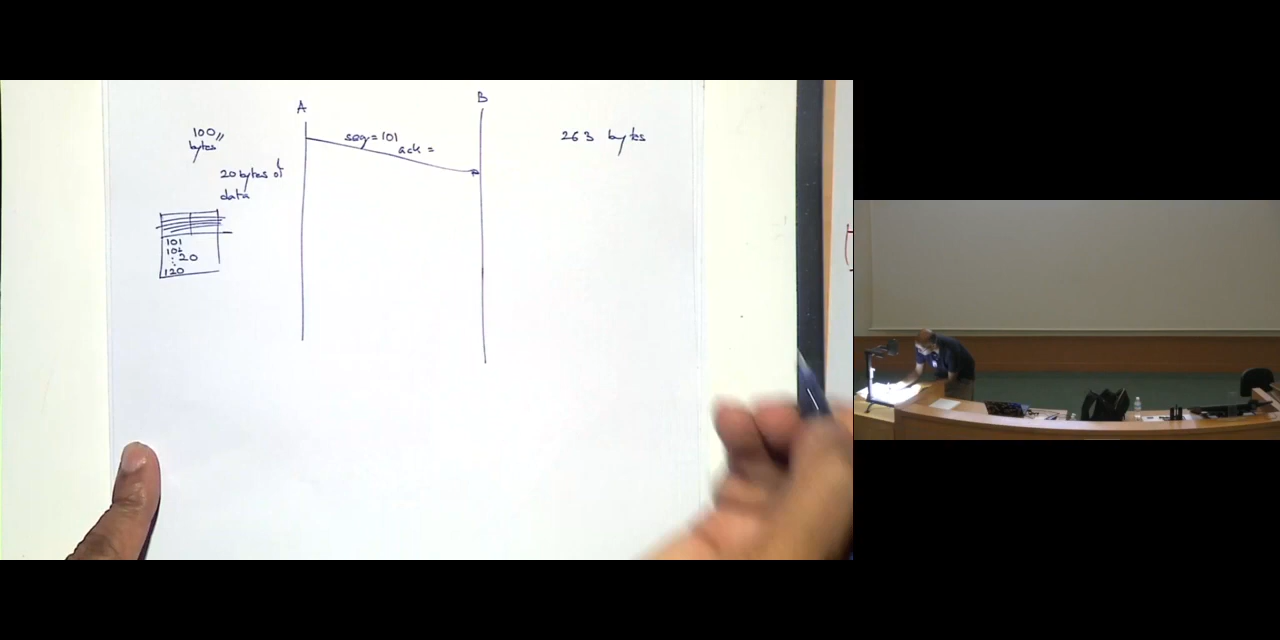 A
B
100
bytes
seq=101
ack =
263 bytes
20 bytes of
data
101
102
20
120